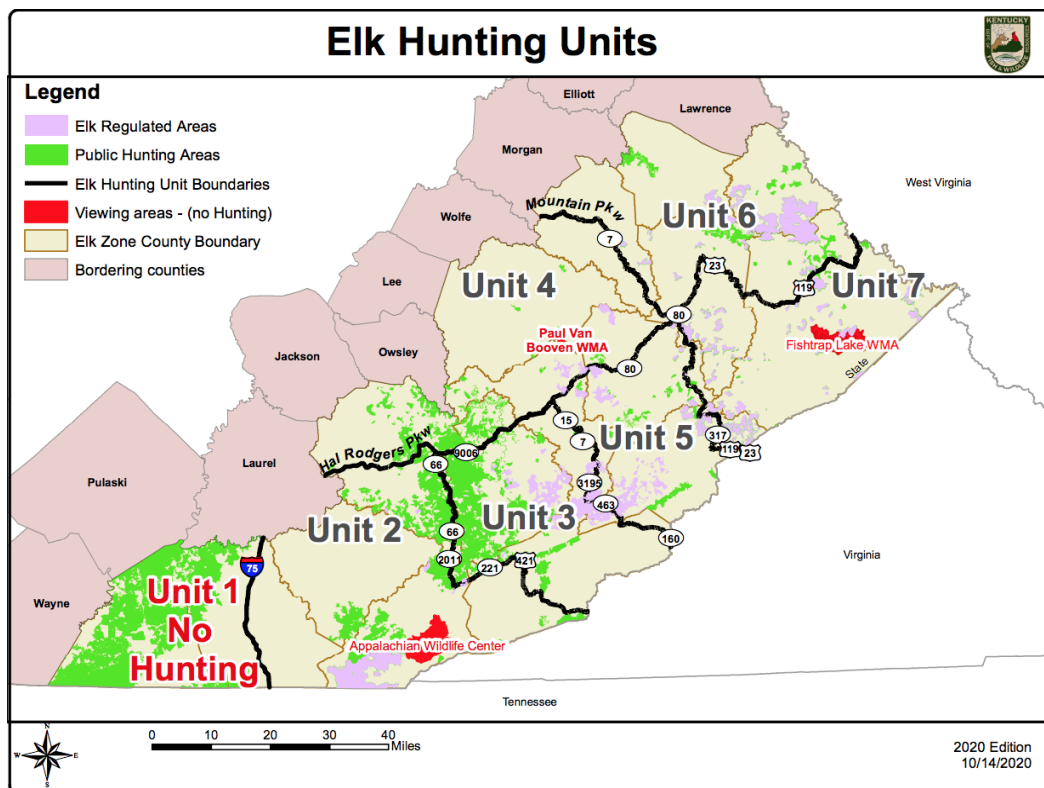 Elk Hunting Units
KENTUCKY
Legend
Elk Regulated Areas
Public Hunting Areas
Elk Hunting Unit Boundaries
Viewing areas - (no Hunting)
Elk Zone County Boundary
Bordering counties
Elliott
Lawrence
Morgan
West Virginia
Wolfe
Mountain Pkwy
Unit 6
7
23
Unit 4
Lee
119
Unit 7
80
Paul Van
Booven WMA
Fishtrap Lake WMA
Owsley
Jackson
80
State
15
317
Hal Rodgers Pkwy
7
Unit 5
119
23
66
9006
Laurel
Pulaski
3195
463
Unit 2
Unit 3
66
160
2011
221
421
Virginia
75
Unit 1
No
Hunting
Wayne
Appalachian Wildlife Center
Tennessee
N
W
E
S
0
10
20
30
40
Miles
2020 Edition
10/14/2020